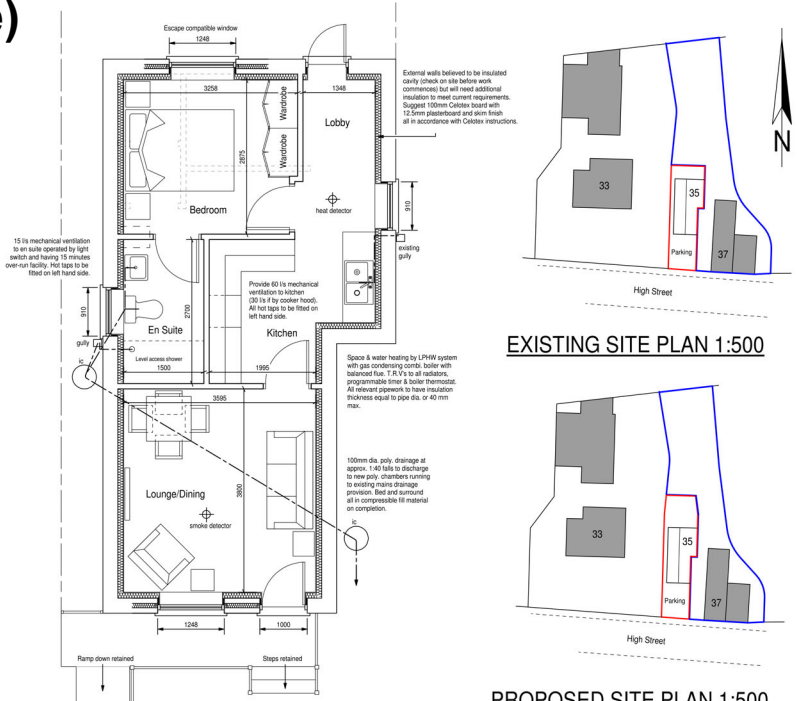 e)
Escape compatible window
1248
3258
1348
Wardrobe
Wardrobe
Lobby
2875
Bedroom
heat detector
910
existing
gully
External walls believed to be insulated
cavity (check on site before work
commences) but will need additional
insulation to meet current requirements.
Suggest 100mm Celotex board with
12.5mm plasterboard and skim finish
all in accordance with Celotex instructions.
15 l/s mechanical ventilation
to en suite operated by light
switch and having 15 minutes
over-run facility. Hot taps to be
fitted on left hand side.
910
gully
ic
En Suite
Level access shower
1500
2700
Provide 60 l/s mechanical
ventilation to kitchen
(30 l/s if by cooker hood).
All hot taps to be fitted on
left hand side.
Kitchen
1995
3595
Space & water heating by LPHW system
with gas condensing combi. boiler with
balanced flue. T.R.V's to all radiators,
programmable timer & boiler thermostat.
All relevant pipework to have insulation
thickness equal to pipe dia. or 40 mm
max.
100mm dia. poly. drainage at
approx. 1:40 falls to discharge
to new poly. chambers running
to existing mains drainage
provision. Bed and surround
all in compressible fill material
on completion.
Lounge/Dining
3800
smoke detector
ic
1248
1000
Ramp down retained
Steps retained
N
33
35
Parking
37
High Street
EXISTING SITE PLAN 1:500
33
35
Parking
37
High Street
PROPOSED SITE PLAN 1:500